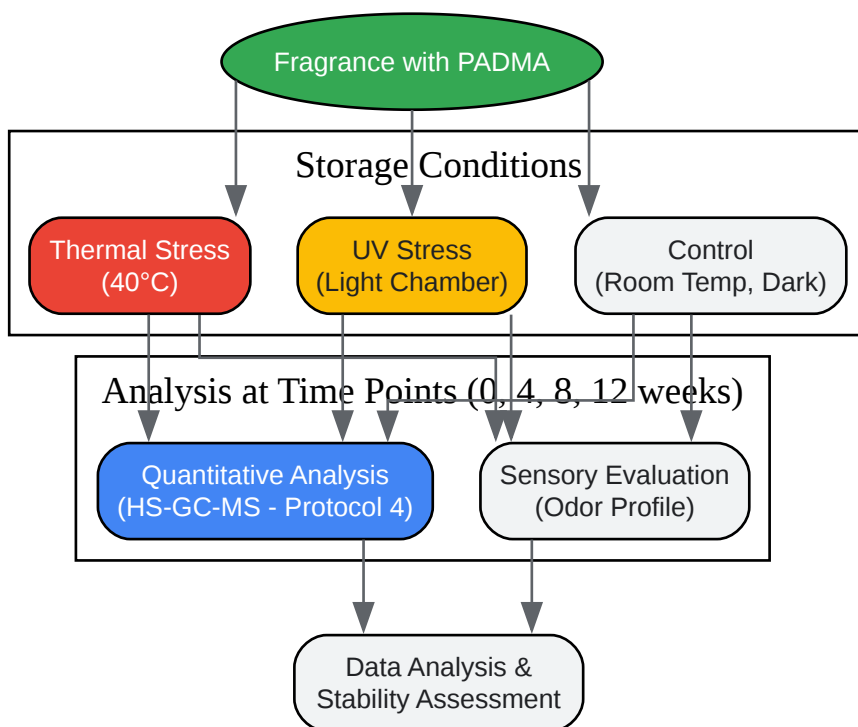 Fragrance with PADMA
Storage Conditions
Thermal Stress
(40°C)
UV Stress
(Light Chamber)
Control
(Room Temp, Dark)
Analysis at Time Points (0, 4, 8, 12 weeks)
Quantitative Analysis
(HS-GC-MS - Protocol 4)
Sensory Evaluation
(Odor Profile)
Data Analysis &
Stability Assessment